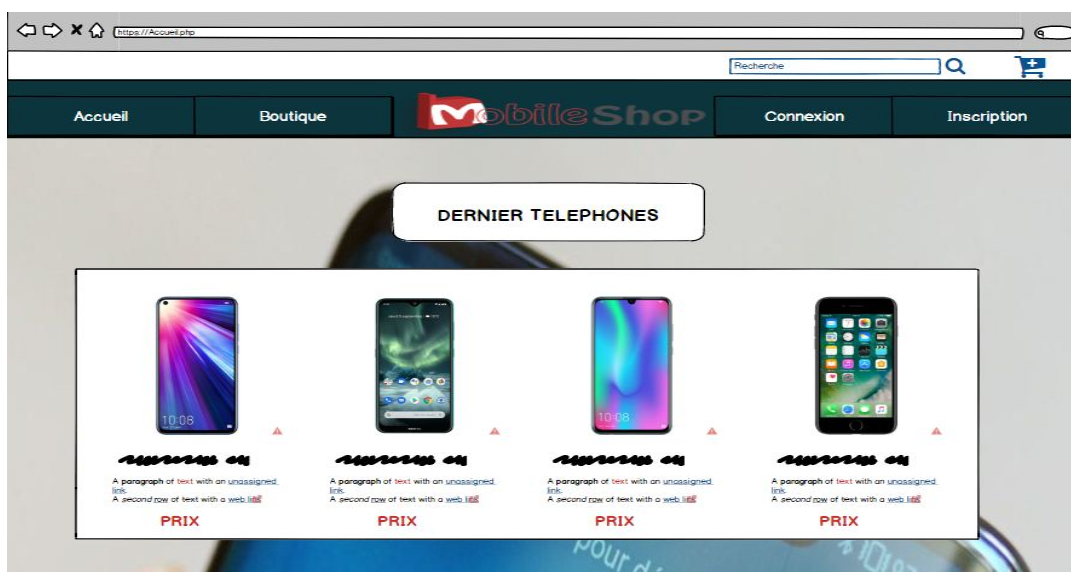 https://Accueil.php
Recherche
Accueil
Boutique
MobileShop
Connexion
Inscription
DERNIER TELEPHONES
10:08
10:08
A paragraph of text with an unassigned
link.
A second row of text with a web link
PRIX
A paragraph of text with an unassigned
link.
A second row of text with a web link
PRIX
A paragraph of text with an unassigned
link.
A second row of text with a web link
PRIX
A paragraph of text with an unassigned
link.
A second row of text with a web link
PRIX
pour